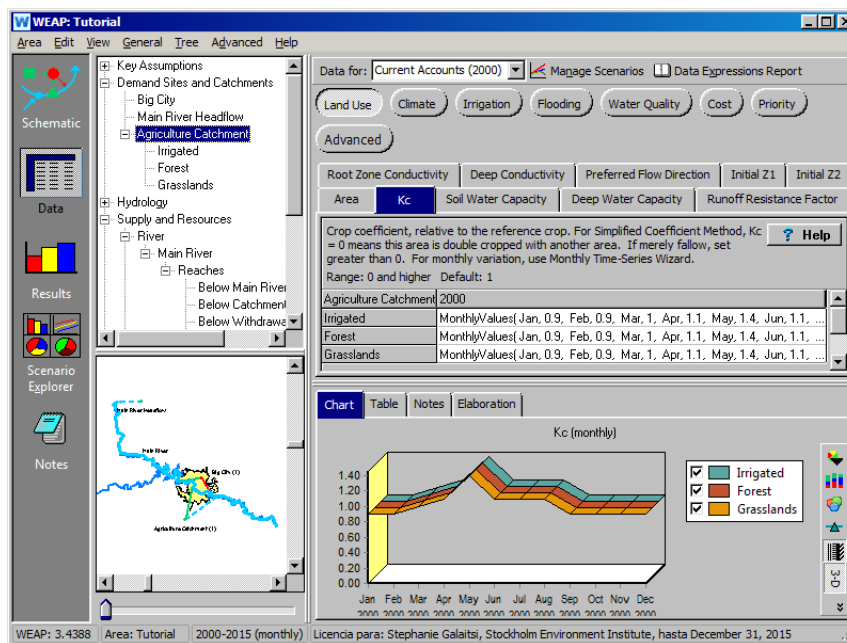 WEAP: Tutorial
Area Edit View General Tree Advanced Help
Schematic
Data
Results
Scenario
Explorer
Notes
Key Assumptions
Demand Sites and Catchments
Big City
Main River Headflow
Agriculture Catchment
Irrigated
Forest
Grasslands
Hydrology
Supply and Resources
River
Main River
Reaches
Below Main River
Below Catchment
Below Withdrawa
Main River Headflow
Main River
Big City (1)
Agriculture Catchment (1)
Data for: Current Accounts (2000) Manage Scenarios Data Expressions Report
Land Use Climate Irrigation Flooding Water Quality Cost Priority
Advanced
Root Zone Conductivity Deep Conductivity Preferred Flow Direction Initial Z1 Initial Z2
Area Kc Soil Water Capacity Deep Water Capacity Runoff Resistance Factor
Crop coefficient, relative to the reference crop. For Simplified Coefficient Method, Kc
= 0 means this area is double cropped with another area. If merely fallow, set
greater than 0. For monthly variation, use Monthly Time-Series Wizard.
Range: 0 and higher Default: 1
? Help
Agriculture Catchment 2000
Irrigated MonthlyValues( Jan, 0.9, Feb, 0.9, Mar, 1, Apr, 1.1, May, 1.4, Jun, 1.1, ...
Forest MonthlyValues( Jan, 0.9, Feb, 0.9, Mar, 1, Apr, 1.1, May, 1.4, Jun, 1.1, ...
Grasslands MonthlyValues( Jan, 0.9, Feb, 0.9, Mar, 1, Apr, 1.1, May, 1.4, Jun, 1.1, ...
Chart Table Notes Elaboration
Kc (monthly)
1.40
1.20
1.00
0.80
0.60
0.40
0.20
0.00
Jan Feb Mar Apr May Jun Jul Aug Sep Oct Nov Dec
2000 2000 2000 2000 2000 2000 2000 2000 2000 2000 2000 2000
Irrigated
Forest
Grasslands
3-D
WEAP: 3.4388 Area: Tutorial 2000-2015 (monthly) Licencia para: Stephanie Galaitsi, Stockholm Environment Institute, hasta December 31, 2015